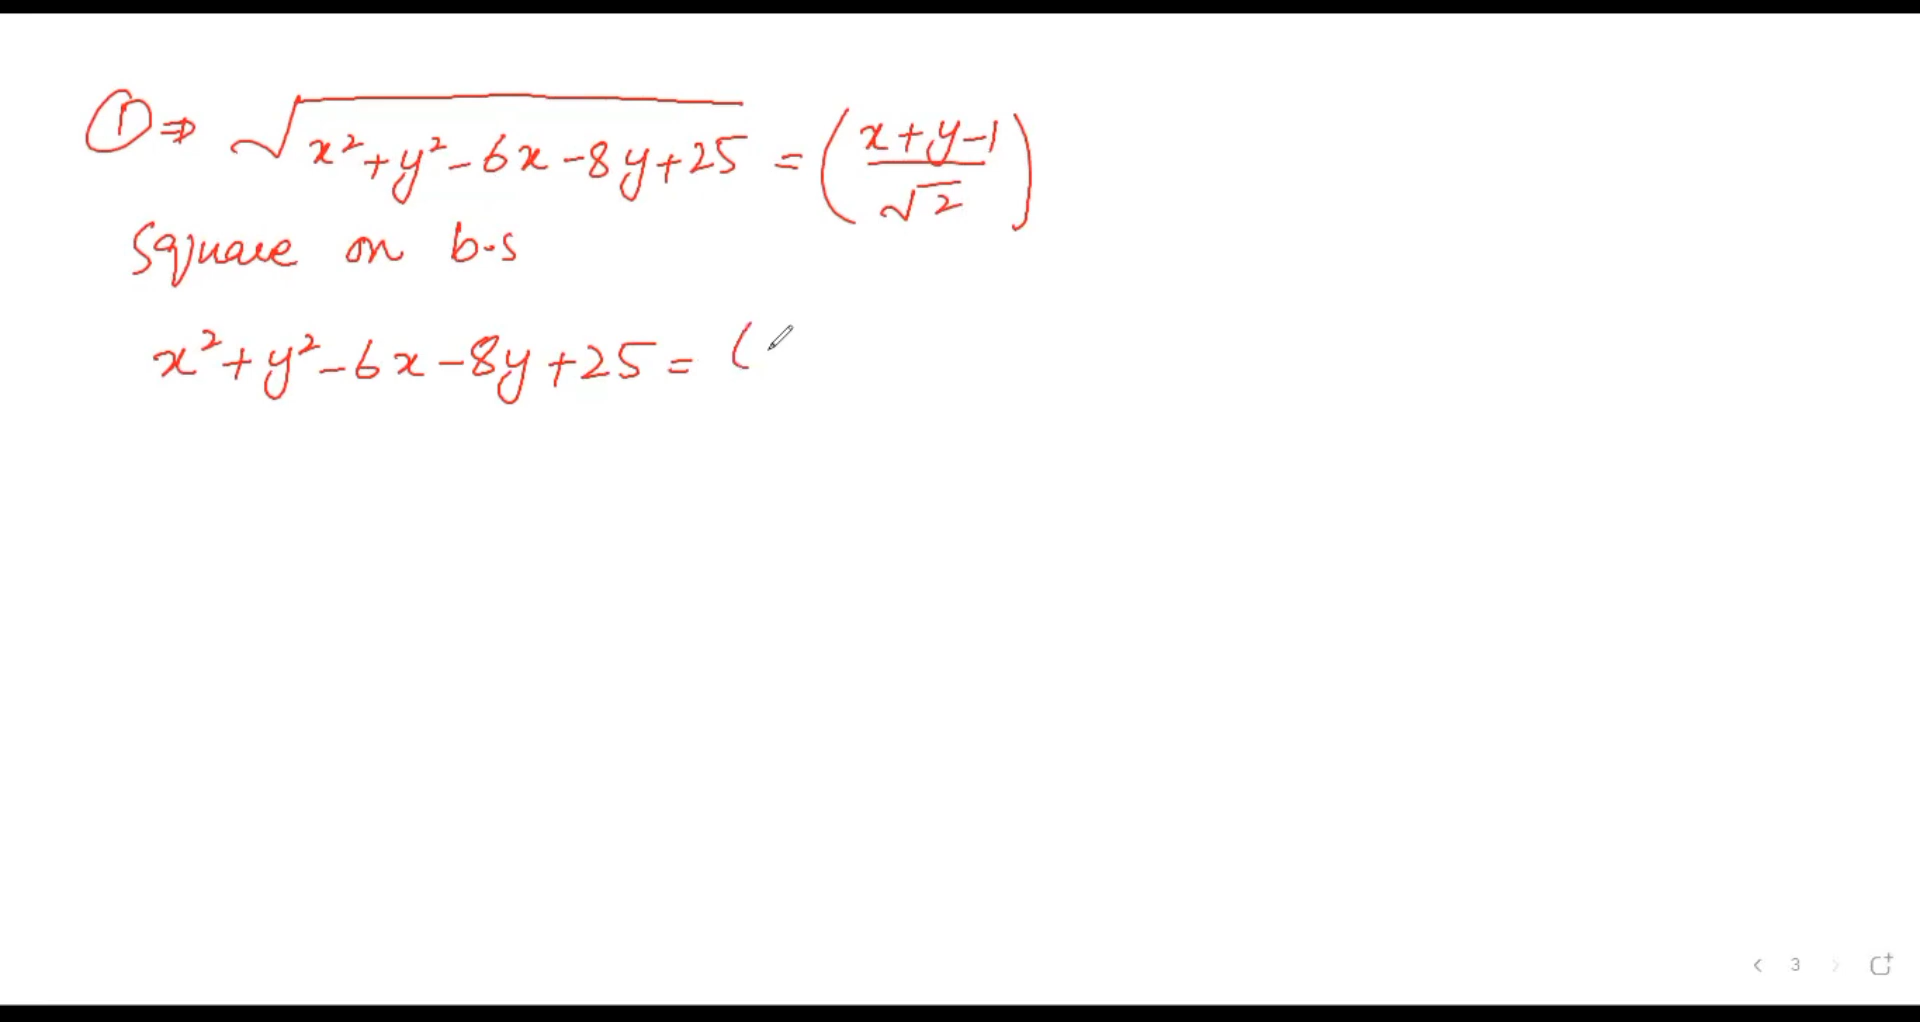 ① ⇒ √(x²+y²-6x-8y+25) = ((x+y-1)/√2)
Square on b.s
x²+y²-6x-8y+25 = (
< 3 >